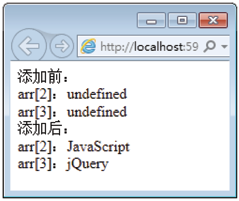 http://localhost:59
添加前：
arr[2]：undefined
arr[3]：undefined
添加后：
arr[2]：JavaScript
arr[3]：jQuery